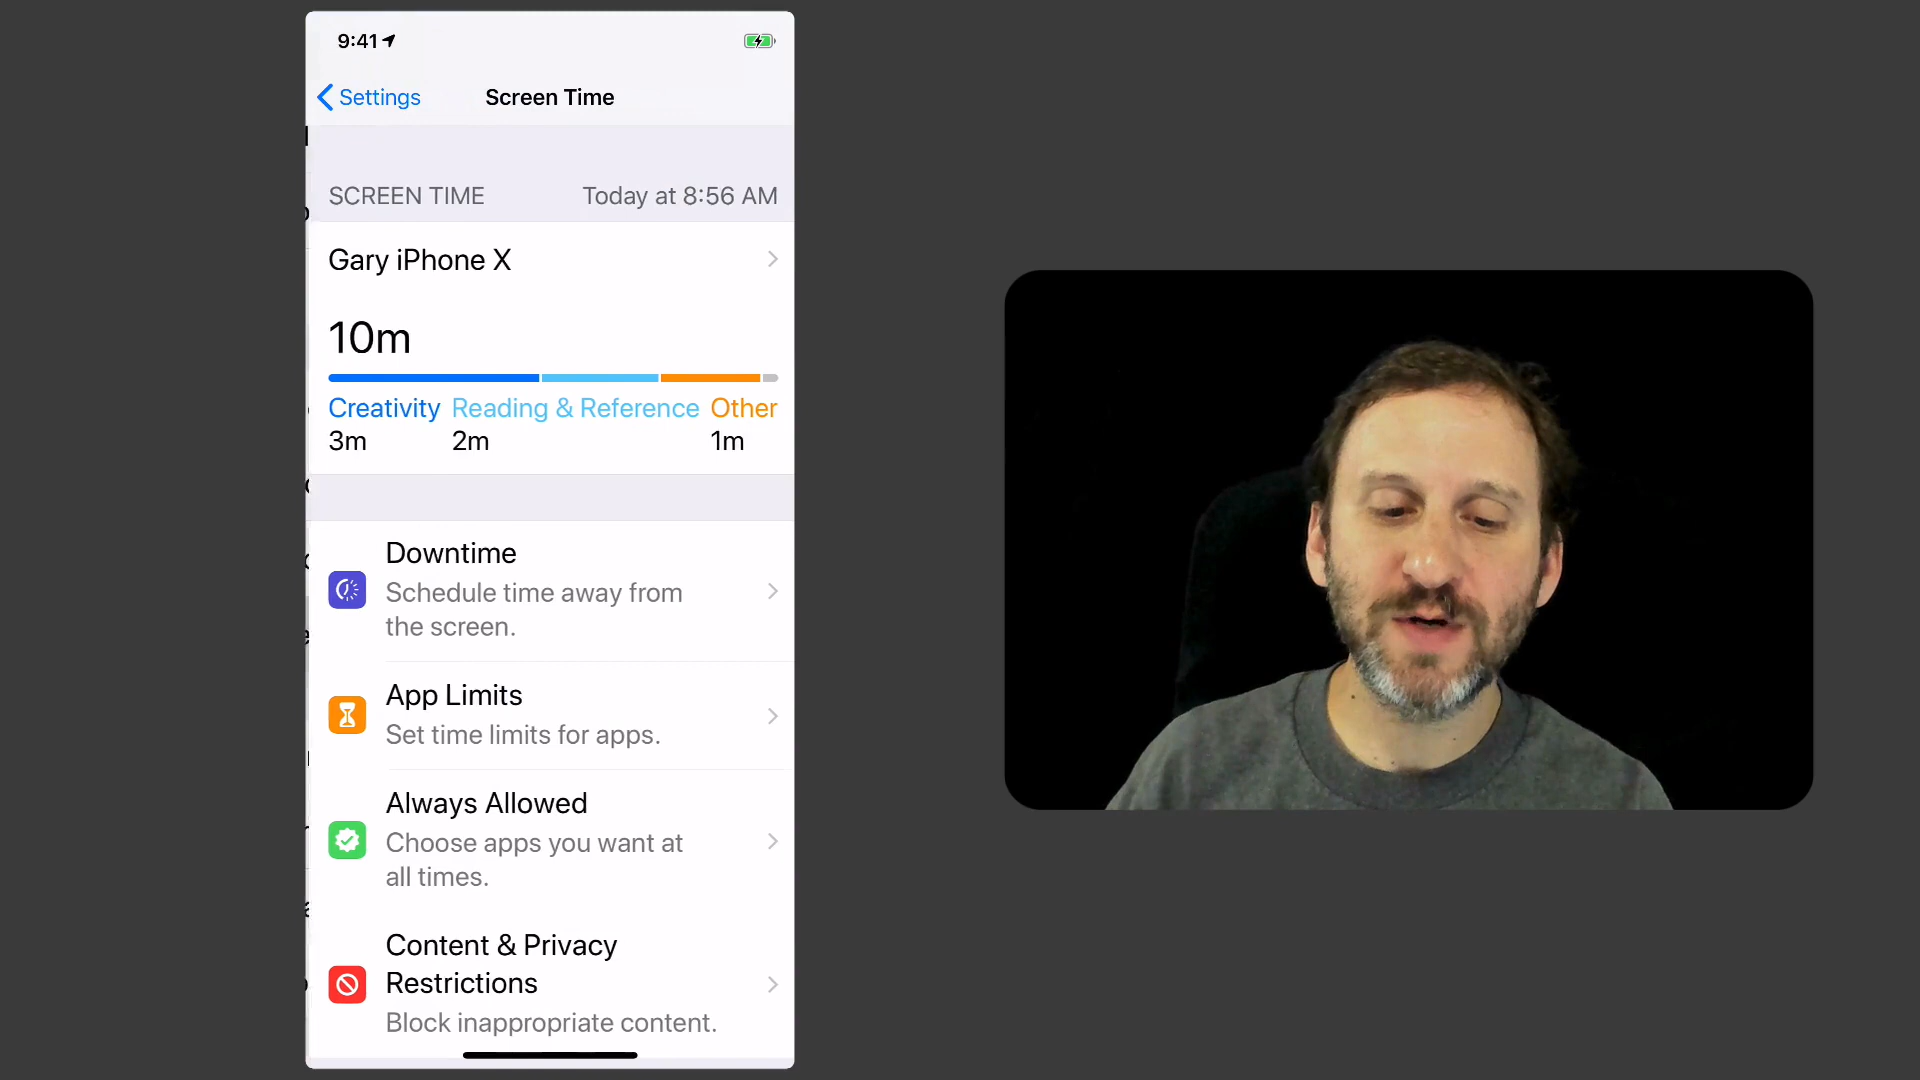 9:41
Settings
Screen Time
SCREEN TIME Today at 8:56 AM
Gary iPhone X
10m
Creativity Reading & Reference Other
3m 2m 1m
Downtime
Schedule time away from
the screen.
App Limits
Set time limits for apps.
Always Allowed
Choose apps you want at
all times.
Content & Privacy
Restrictions
Block inappropriate content.